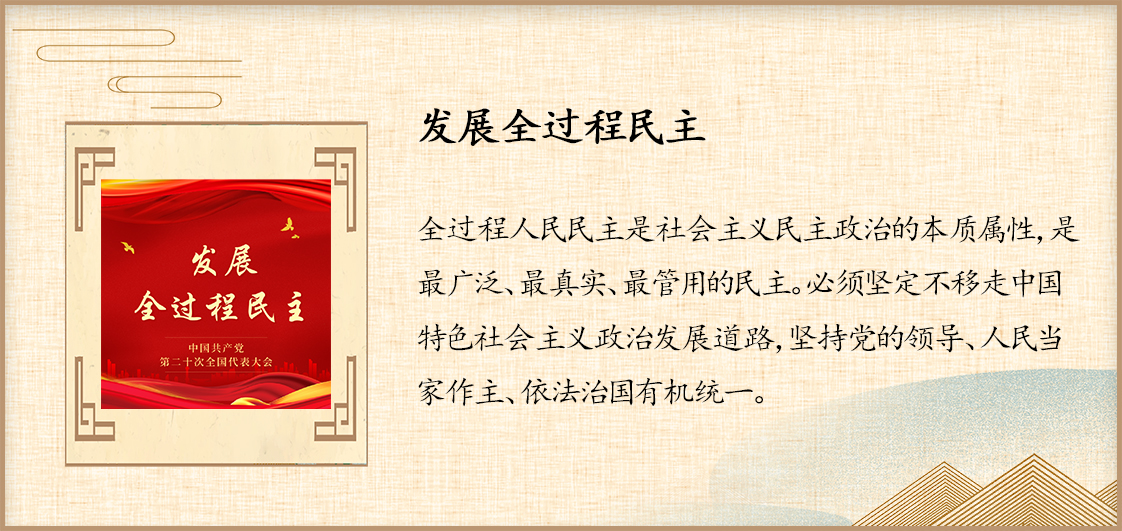 发展全过程民主
发展
全过程民主
中国共产党
第二十次全国代表大会
全过程人民民主是社会主义民主政治的本质属性,是
最广泛、最真实、最管用的民主。必须坚定不移走中国
特色社会主义政治发展道路,坚持党的领导、人民当
家作主、依法治国有机统一。